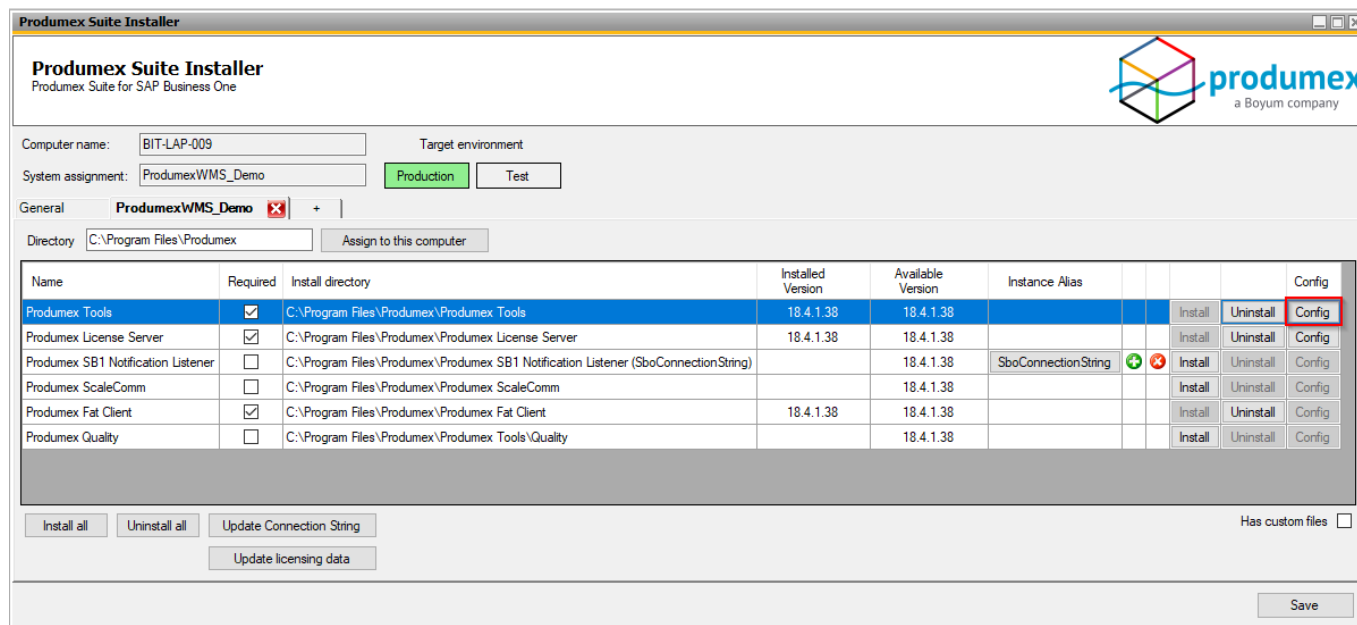 Produmex Suite Installer
Produmex Suite Installer
Produmex Suite for SAP Business One
produmex
a Boyum company
Computer name: BIT-LAP-009 Target environment
System assignment: ProdumexWMS_Demo Production Test
General ProdumexWMS_Demo +
Directory C:\Program Files\Produmex Assign to this computer
Name Required Install directory Installed Version Available Version Instance Alias Config
Produmex Tools C:\Program Files\Produmex\Produmex Tools 18.4.1.38 18.4.1.38 Install Uninstall Config
Produmex License Server C:\Program Files\Produmex\Produmex License Server 18.4.1.38 18.4.1.38 Install Uninstall Config
Produmex SB1 Notification Listener C:\Program Files\Produmex\Produmex SB1 Notification Listener (SboConnectionString) 18.4.1.38 SboConnectionString Install Uninstall Config
Produmex ScaleComm C:\Program Files\Produmex\Produmex ScaleComm 18.4.1.38 Install Uninstall Config
Produmex Fat Client C:\Program Files\Produmex\Produmex Fat Client 18.4.1.38 18.4.1.38 Install Uninstall Config
Produmex Quality C:\Program Files\Produmex\Produmex Tools\Quality 18.4.1.38 Install Uninstall Config
Install all Uninstall all Update Connection String Has custom files
Update licensing data
Save